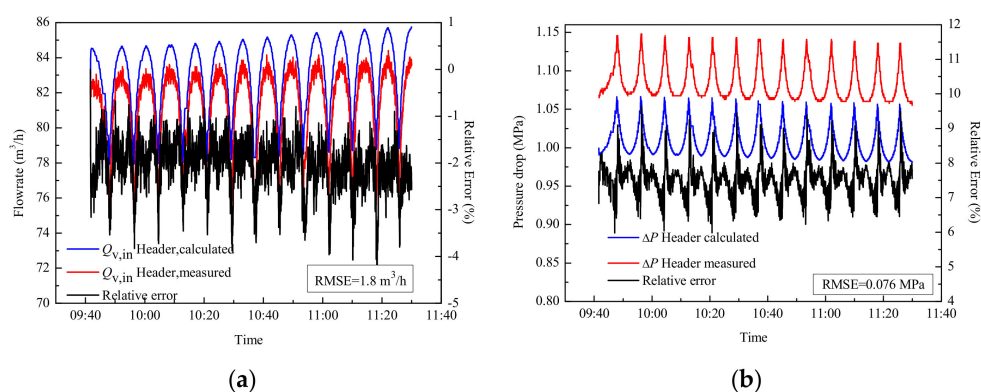 86
84
82
80
78
76
74
72
70
Flowrate (m³/h)
1
0
-1
-2
-3
-4
-5
Relative Error (%)
Q_v,in Header,calculated
Q_v,in Header,measured
Relative error
RMSE=1.8 m³/h
09:40 10:00 10:20 10:40 11:00 11:20 11:40
Time
(a)
1.15
1.10
1.05
1.00
0.95
0.90
0.85
0.80
Pressure drop (MPa)
12
11
10
9
8
7
6
5
4
Relative Error (%)
ΔP Header calculated
ΔP Header measured
Relative error
RMSE=0.076 MPa
09:40 10:00 10:20 10:40 11:00 11:20 11:40
Time
(b)